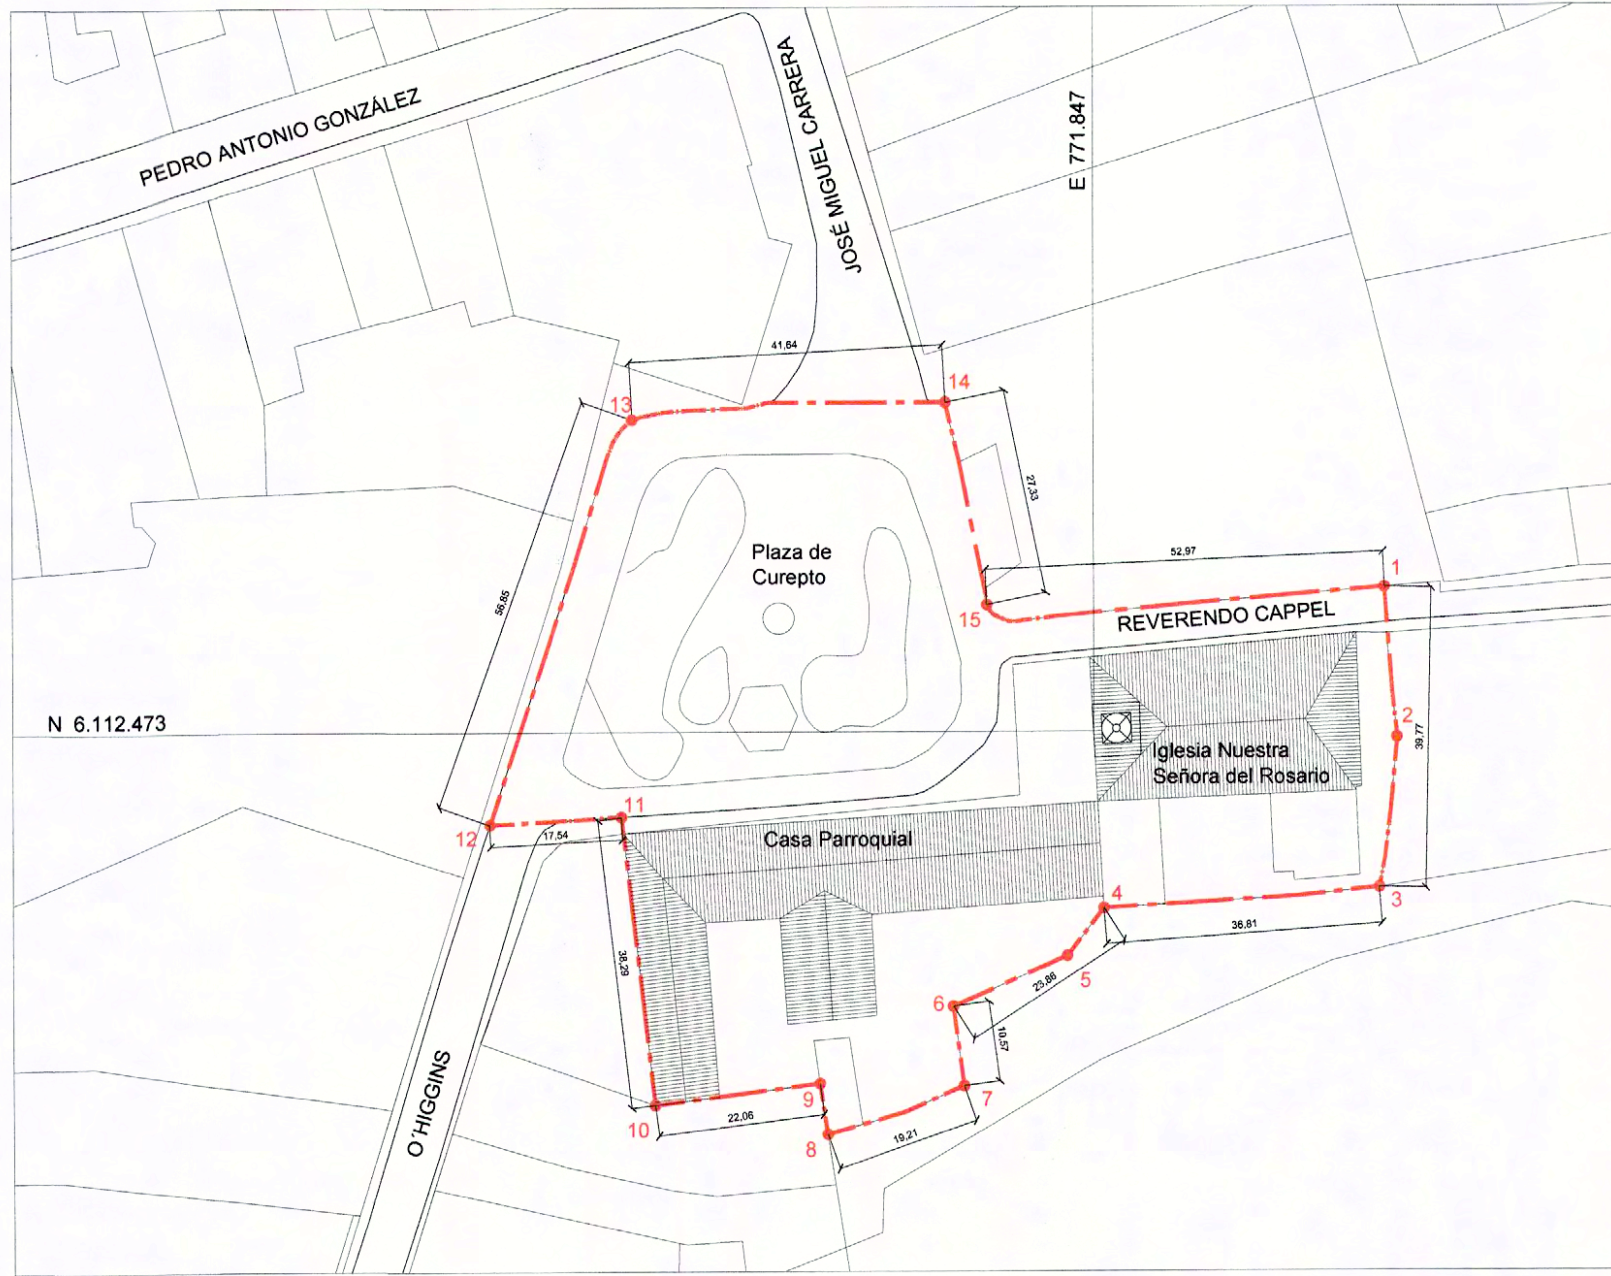 PEDRO ANTONIO GONZÁLEZ
JOSÉ MIGUEL CARRERA
E 771.847
41,64
14
13
27,33
52,97
1
Plaza de
Curepto
56,85
15
REVERENDO CAPPEL
N 6.112.473
2
39,77
Iglesia Nuestra
Señora del Rosario
11
12
17,54
Casa Parroquial
4
3
36,81
38,29
5
23,86
6
10,57
7
9
10
22,06
8
19,21
O´HIGGINS